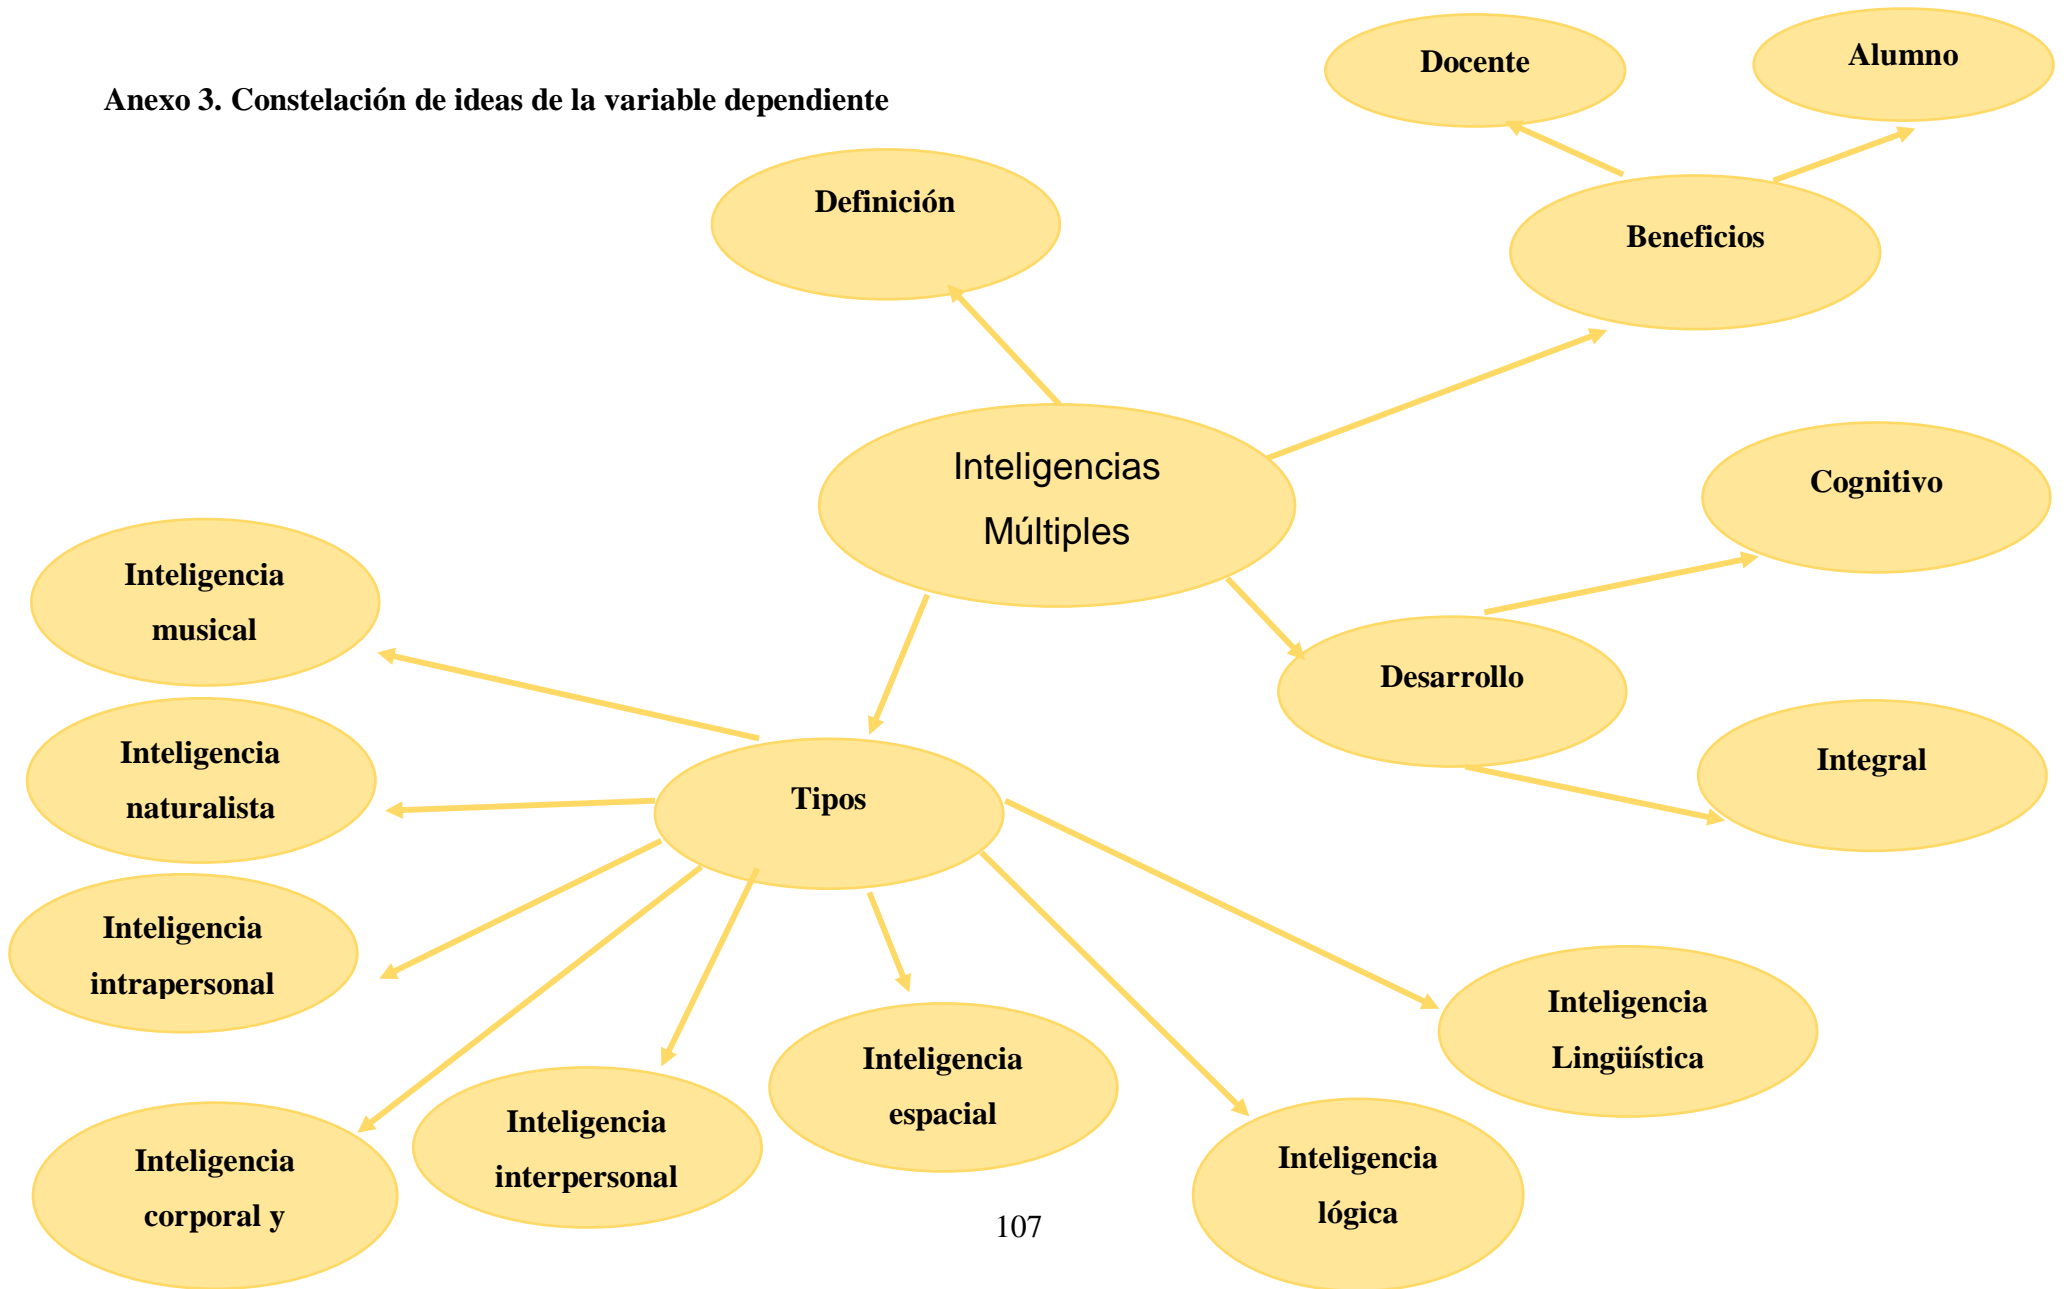 Docente
Alumno
Anexo 3. Constelación de ideas de la variable dependiente
Definición
Beneficios
Inteligencias
Múltiples
Cognitivo
Inteligencia
musical
Desarrollo
Inteligencia
naturalista
Tipos
Integral
Inteligencia
intrapersonal
Inteligencia
Lingüística
Inteligencia
espacial
Inteligencia
interpersonal
Inteligencia
corporal y
Inteligencia
lógica
107